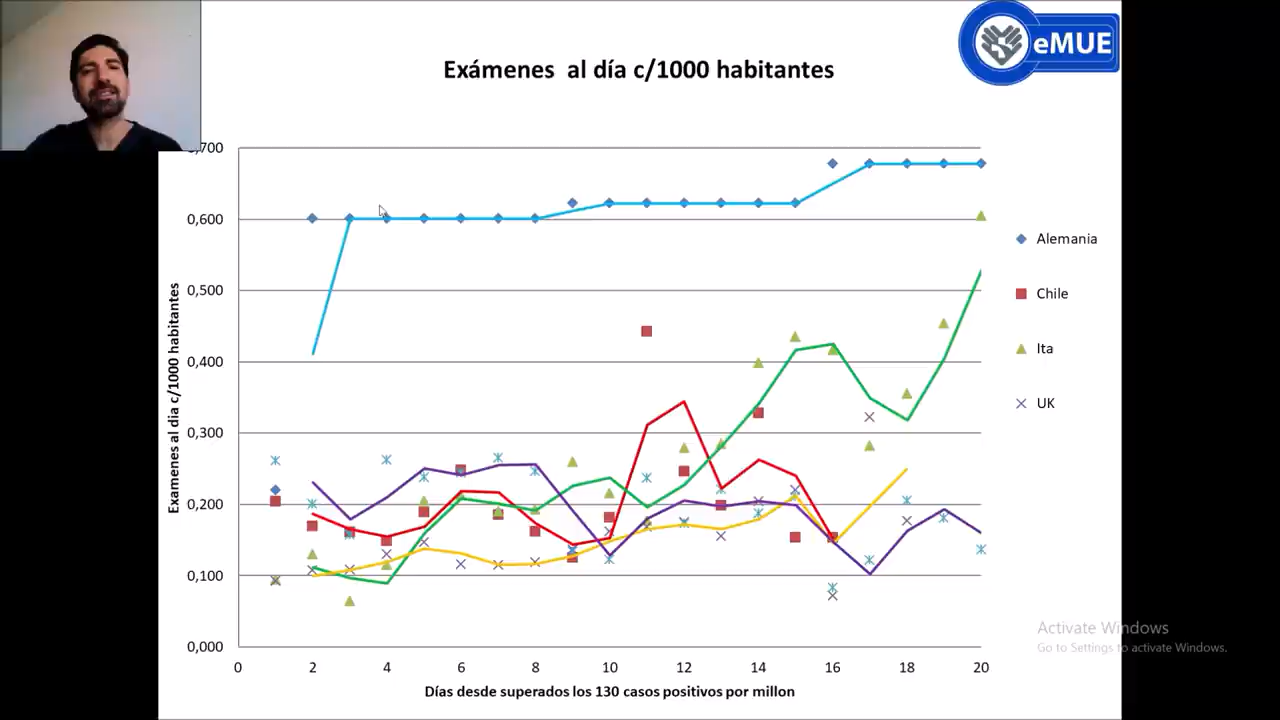 Exámenes al día c/1000 habitantes
eMUE
0,700
0,600
0,500
0,400
0,300
0,200
0,100
0,000
Examenes al dia c/1000 habitantes
0 2 4 6 8 10 12 14 16 18 20
Días desde superados los 130 casos positivos por millon
Alemania
Chile
Ita
UK
Activate Windows
Go to Settings to activate Windows.